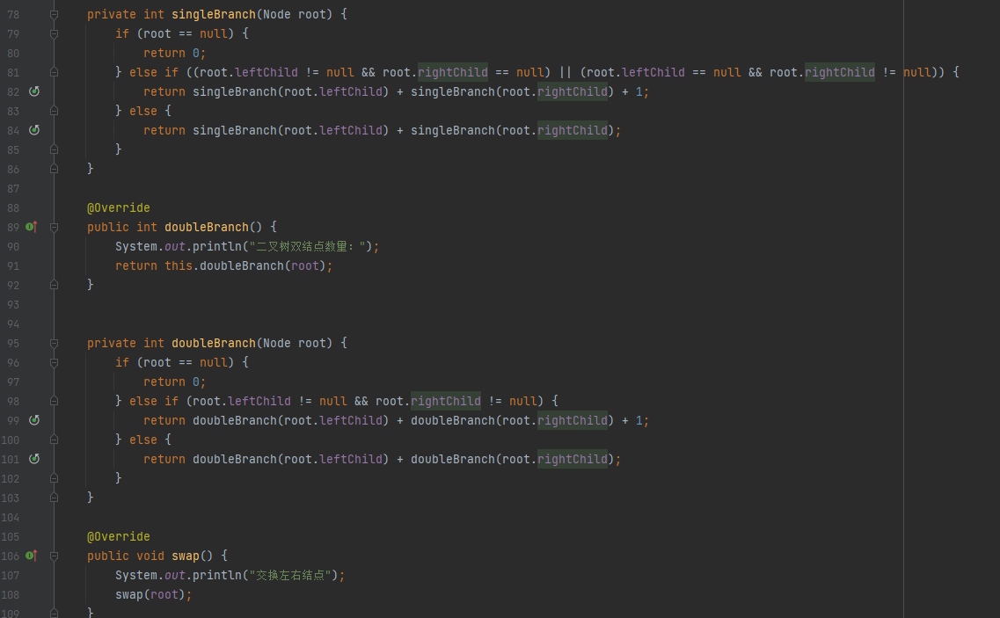 78 private int singleBranch(Node root) {
79 if (root == null) {
80 return 0;
81 } else if ((root.leftChild != null && root.rightChild == null) || (root.leftChild == null && root.rightChild != null)) {
82 return singleBranch(root.leftChild) + singleBranch(root.rightChild) + 1;
83 } else {
84 return singleBranch(root.leftChild) + singleBranch(root.rightChild);
85 }
86 }
87
88 @Override
89 public int doubleBranch() {
90 System.out.println("二叉树双结点数量：");
91 return this.doubleBranch(root);
92 }
93
94
95 private int doubleBranch(Node root) {
96 if (root == null) {
97 return 0;
98 } else if (root.leftChild != null && root.rightChild != null) {
99 return doubleBranch(root.leftChild) + doubleBranch(root.rightChild) + 1;
100 } else {
101 return doubleBranch(root.leftChild) + doubleBranch(root.rightChild);
102 }
103 }
104
105 @Override
106 public void swap() {
107 System.out.println("交换左右结点");
108 swap(root);
109 }